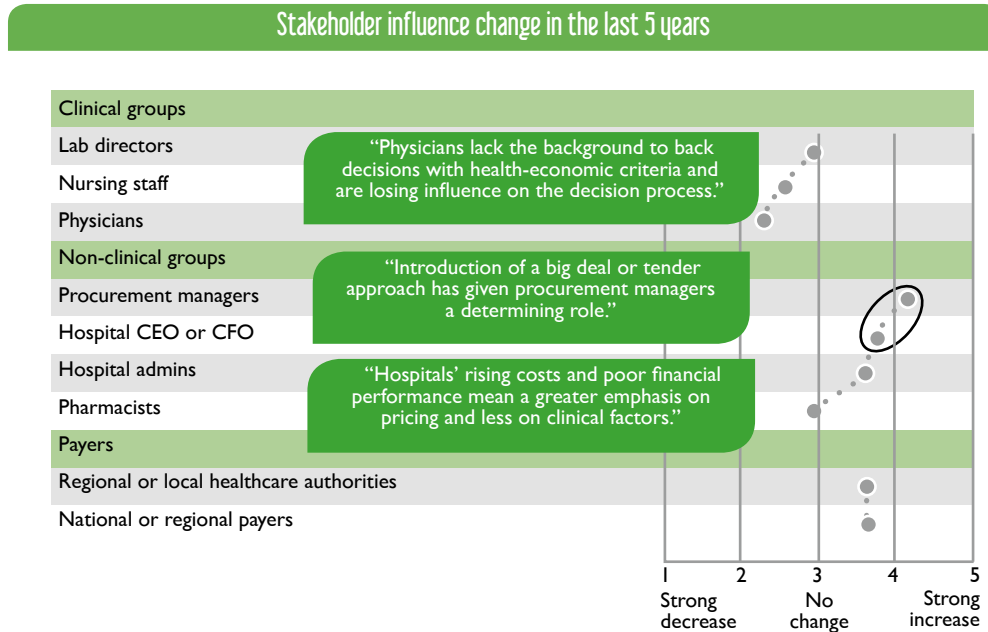 Stakeholder influence change in the last 5 years
Clinical groups
Lab directors
Nursing staff
Physicians
“Physicians lack the background to back
decisions with health-economic criteria and
are losing influence on the decision process.”
Non-clinical groups
Procurement managers
Hospital CEO or CFO
Hospital admins
Pharmacists
“Introduction of a big deal or tender
approach has given procurement managers
a determining role.”
“Hospitals’ rising costs and poor financial
performance mean a greater emphasis on
pricing and less on clinical factors.”
Payers
Regional or local healthcare authorities
National or regional payers
1 2 3 4 5
Strong
decrease
No
change
Strong
increase